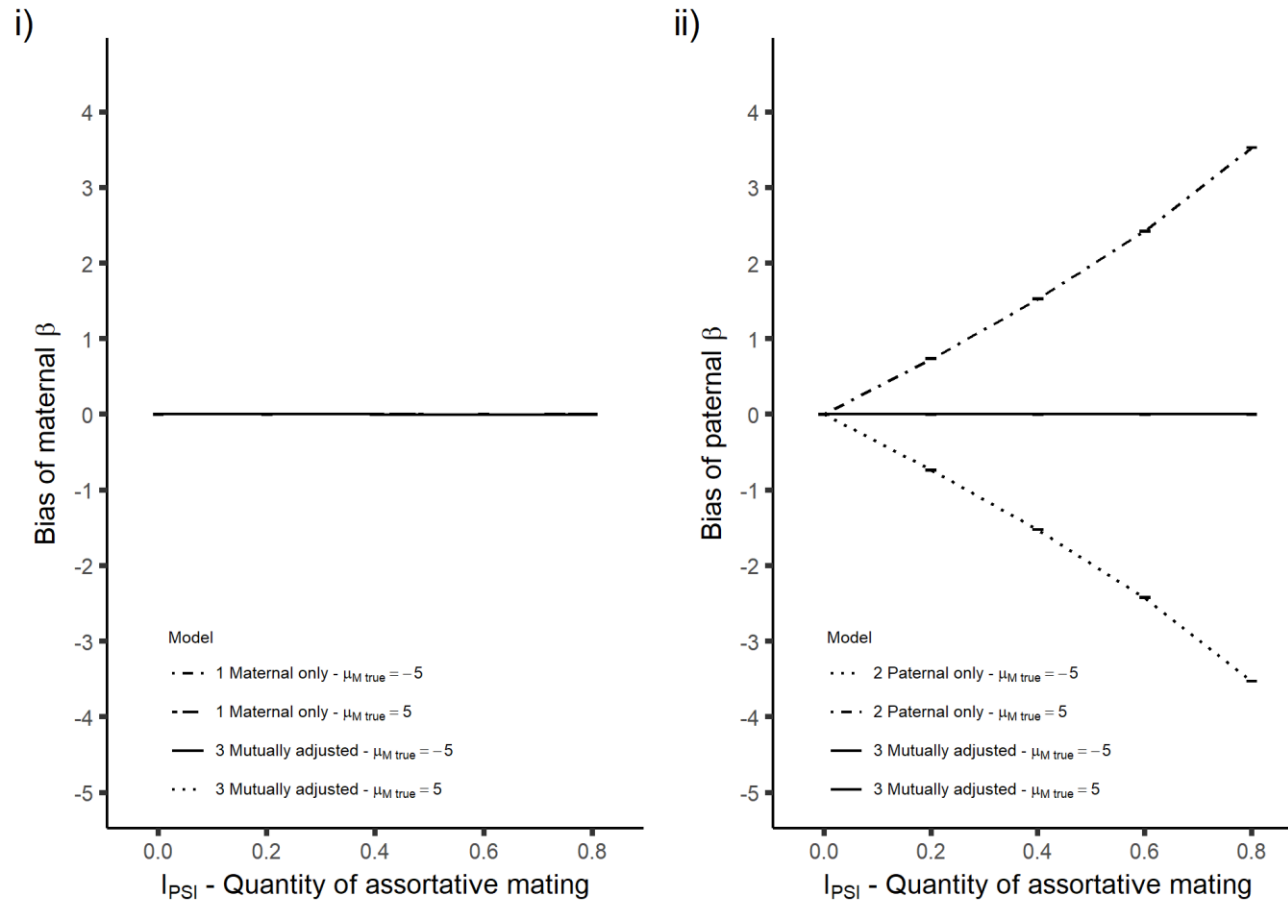 i)
Bias of maternal β
4
3
2
1
0
-1
-2
-3
-4
-5
Model
1 Maternal only - μM true = −5
1 Maternal only - μM true = 5
3 Mutually adjusted - μM true = −5
3 Mutually adjusted - μM true = 5
0.0 0.2 0.4 0.6 0.8
IPSI - Quantity of assortative mating
ii)
Bias of paternal β
4
3
2
1
0
-1
-2
-3
-4
-5
Model
2 Paternal only - μM true = −5
2 Paternal only - μM true = 5
3 Mutually adjusted - μM true = −5
3 Mutually adjusted - μM true = 5
0.0 0.2 0.4 0.6 0.8
IPSI - Quantity of assortative mating